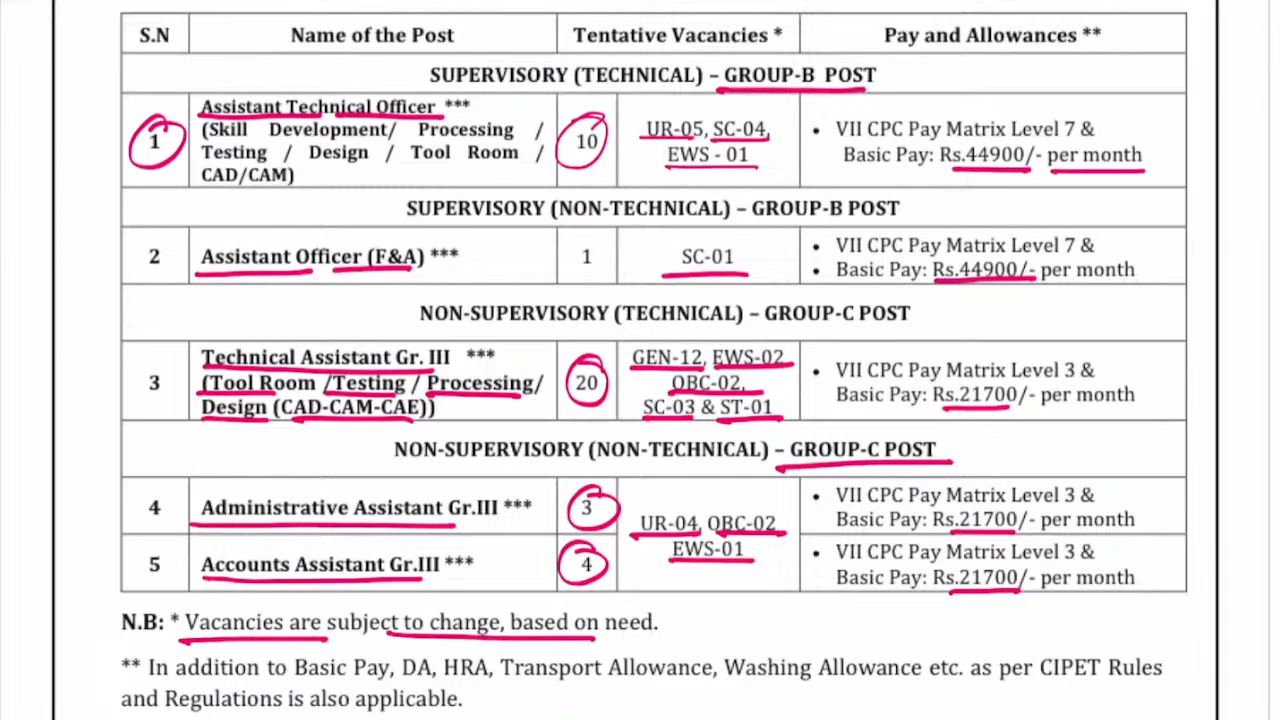 S.N Name of the Post Tentative Vacancies * Pay and Allowances **
SUPERVISORY (TECHNICAL) – GROUP-B POST
1
Assistant Technical Officer ***
(Skill Development/ Processing /
Testing / Design / Tool Room /
CAD/CAM)
10
UR-05, SC-04,
EWS - 01
• VII CPC Pay Matrix Level 7 &
Basic Pay: Rs.44900/- per month
SUPERVISORY (NON-TECHNICAL) – GROUP-B POST
2
Assistant Officer (F&A) ***
1
SC-01
• VII CPC Pay Matrix Level 7 &
• Basic Pay: Rs.44900/- per month
NON-SUPERVISORY (TECHNICAL) – GROUP-C POST
3
Technical Assistant Gr. III ***
(Tool Room /Testing / Processing/
Design (CAD-CAM-CAE))
20
GEN-12, EWS-02
OBC-02,
SC-03 & ST-01
• VII CPC Pay Matrix Level 3 &
Basic Pay: Rs.21700/- per month
NON-SUPERVISORY (NON-TECHNICAL) – GROUP-C POST
4
Administrative Assistant Gr.III ***
3
UR-04, OBC-02
EWS-01
• VII CPC Pay Matrix Level 3 &
Basic Pay: Rs.21700/- per month
5
Accounts Assistant Gr.III ***
4
• VII CPC Pay Matrix Level 3 &
Basic Pay: Rs.21700/- per month
N.B: * Vacancies are subject to change, based on need.
** In addition to Basic Pay, DA, HRA, Transport Allowance, Washing Allowance etc. as per CIPET Rules
and Regulations is also applicable.